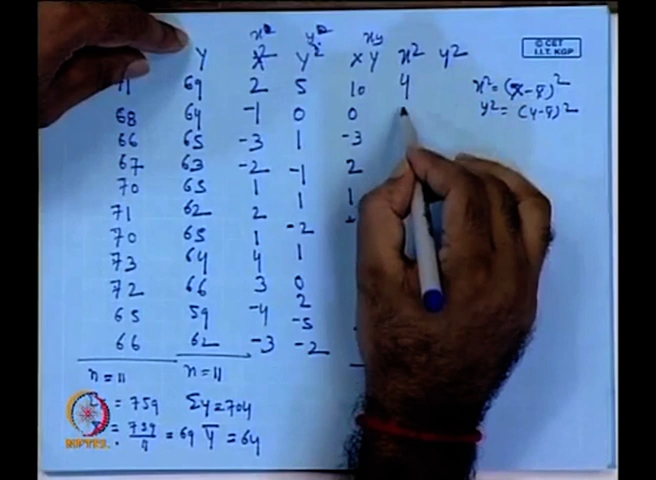 © CET
I.I.T. KGP
Y X² Y² xy x² y²
71 69 2 5 10 4
x² = (X-x̄)²
68 64 -1 0 0
y² = (Y-ȳ)²
66 65 -3 1 -3
67 63 -2 -1 2
70 65 1 1 1
71 62 2 -2
70 65 1 1
73 64 4 0
72 66 3 2
65 59 -4 -5
66 62 -3 -2
n = 11 n = 11
= 759 ΣY = 704
= 759/11 = 69 Ȳ = 64
NPTEL